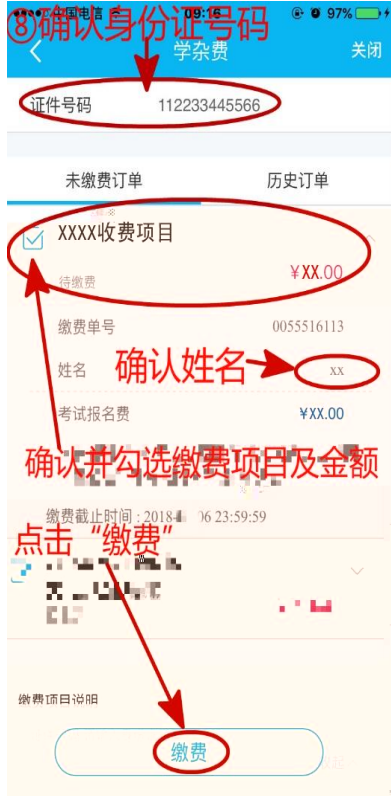 中国电信 09:16 97%
⑧确认身份证号码
学杂费 关闭
证件号码 112233445566
未缴费订单 历史订单
XXXX收费项目
待缴费 ¥XX.00
缴费单号 0055516113
确认姓名
姓名 xx
考试报名费 ¥XX.00
确认并勾选缴费项目及金额
缴费截止时间 : 2018- 06 23:59:59
点击“缴费”
缴费项目说明
缴费